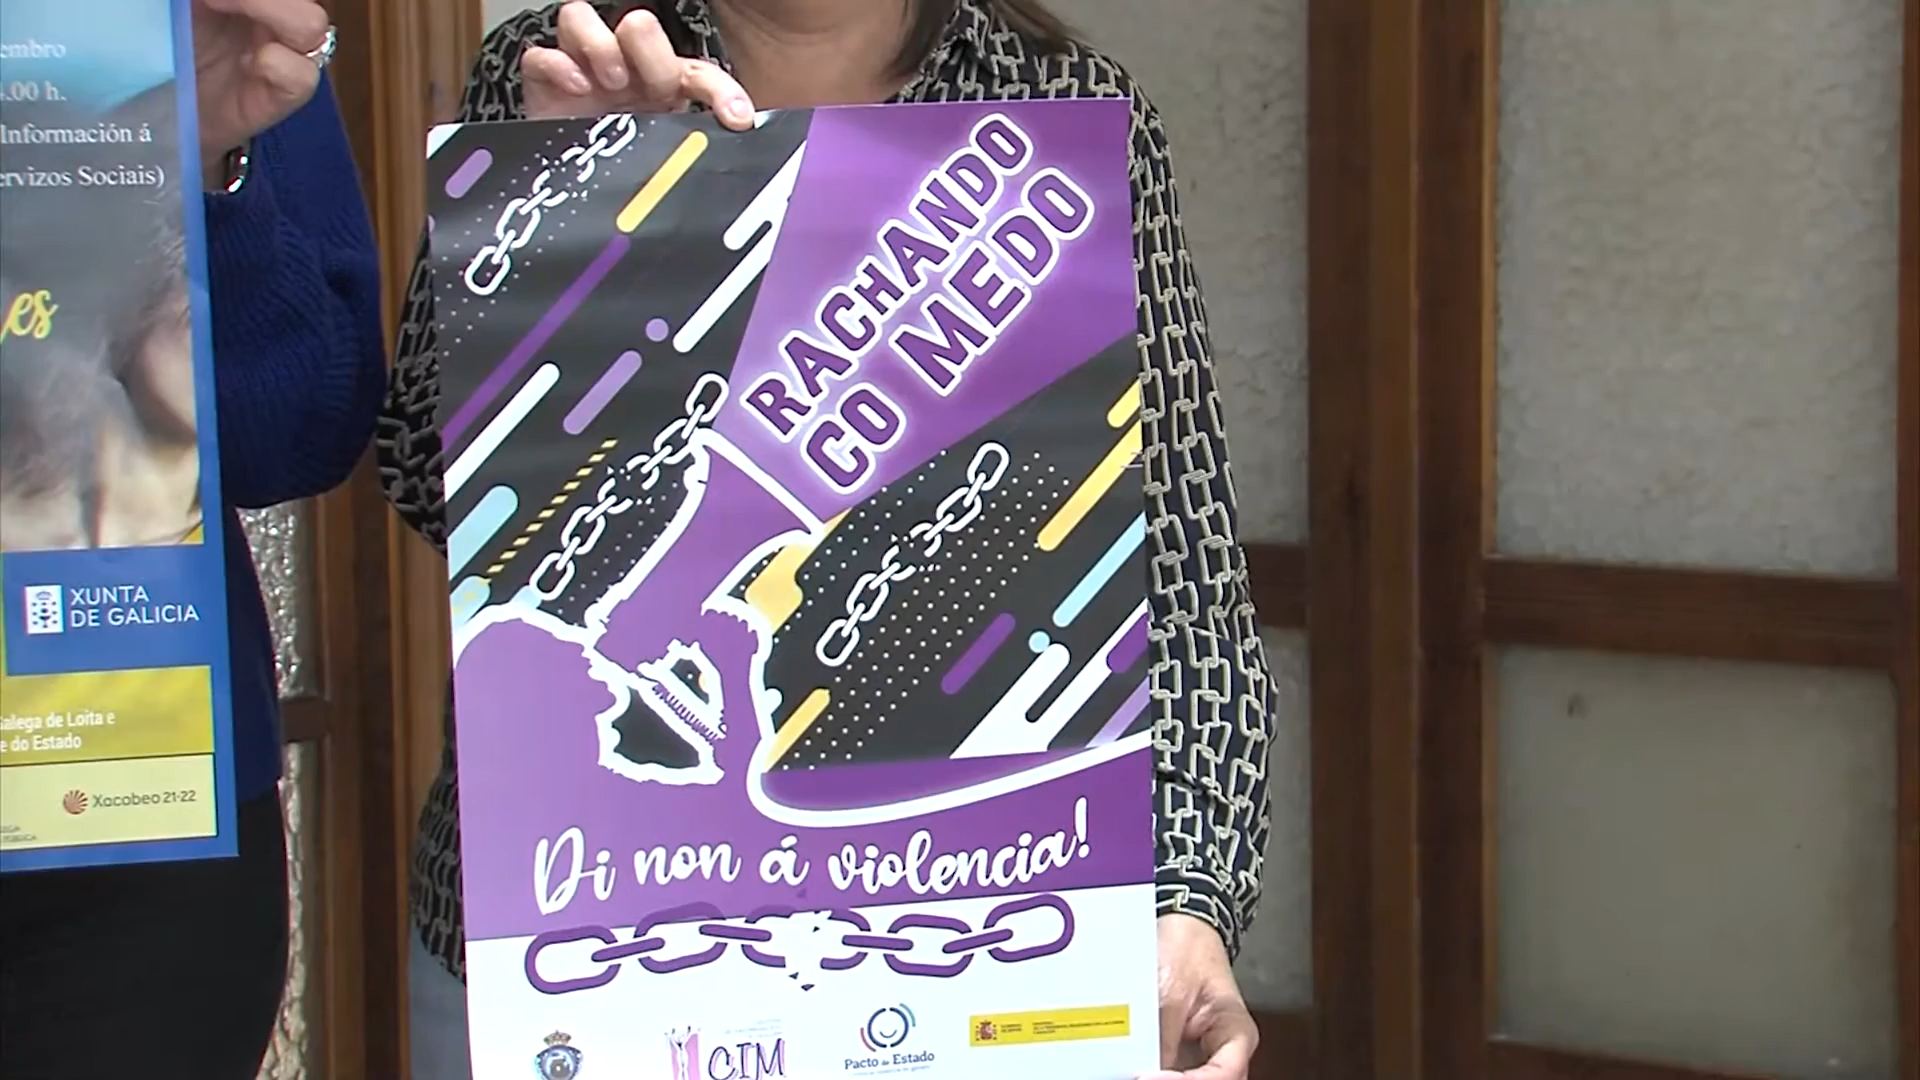 embro
.00 h.
Información á
ervizos Sociais)
es
XUNTA
DE GALICIA
alega de Loita e
e do Estado
Xacobeo 21-22
RACHANDO
CO MEDO
Di non á violencia!
CIM
Pacto de Estado